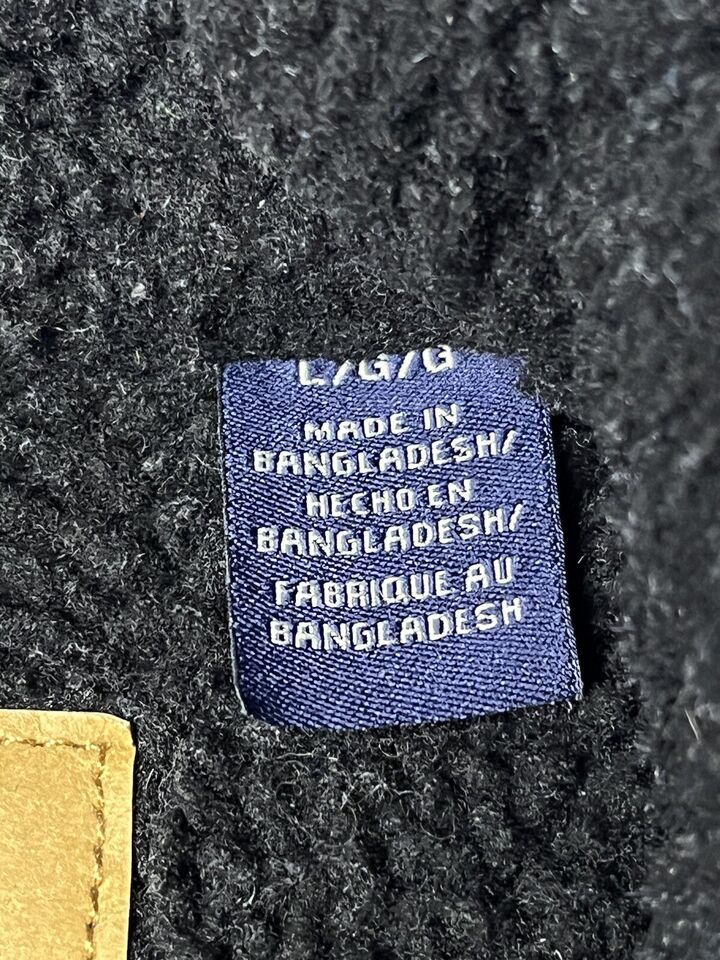 L/G/G
MADE IN
BANGLADESH/
HECHO EN
BANGLADESH/
FABRIQUE AU
BANGLADESH